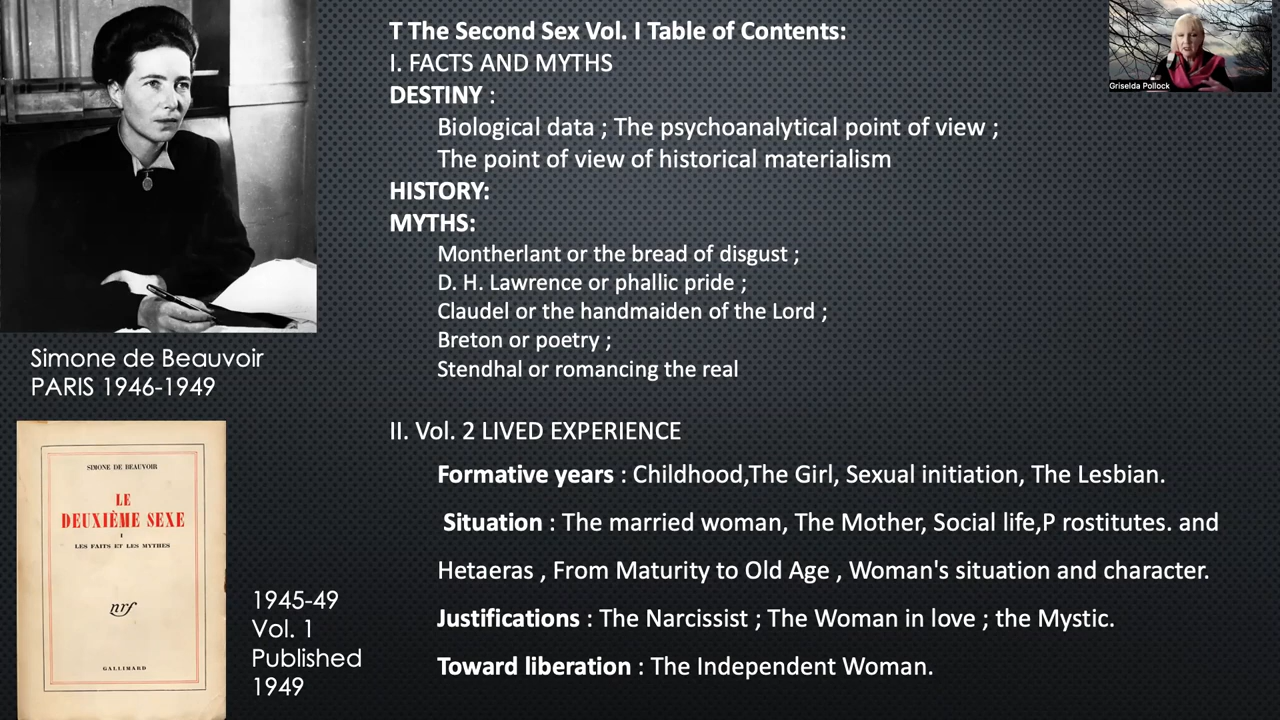 T The Second Sex Vol. I Table of Contents:
I. FACTS AND MYTHS
DESTINY :
Biological data ; The psychoanalytical point of view ;
The point of view of historical materialism
HISTORY:
MYTHS:
Montherlant or the bread of disgust ;
D. H. Lawrence or phallic pride ;
Claudel or the handmaiden of the Lord ;
Breton or poetry ;
Stendhal or romancing the real
II. Vol. 2 LIVED EXPERIENCE
Formative years : Childhood,The Girl, Sexual initiation, The Lesbian.
Situation : The married woman, The Mother, Social life,P rostitutes. and
Hetaeras , From Maturity to Old Age , Woman's situation and character.
Justifications : The Narcissist ; The Woman in love ; the Mystic.
Toward liberation : The Independent Woman.
Simone de Beauvoir
PARIS 1946-1949
SIMONE DE BEAUVOIR
LE
DEUXIÈME SEXE
I
LES FAITS ET LES MYTHES
nrf
GALLIMARD
1945-49
Vol. 1
Published
1949
Griselda Pollock